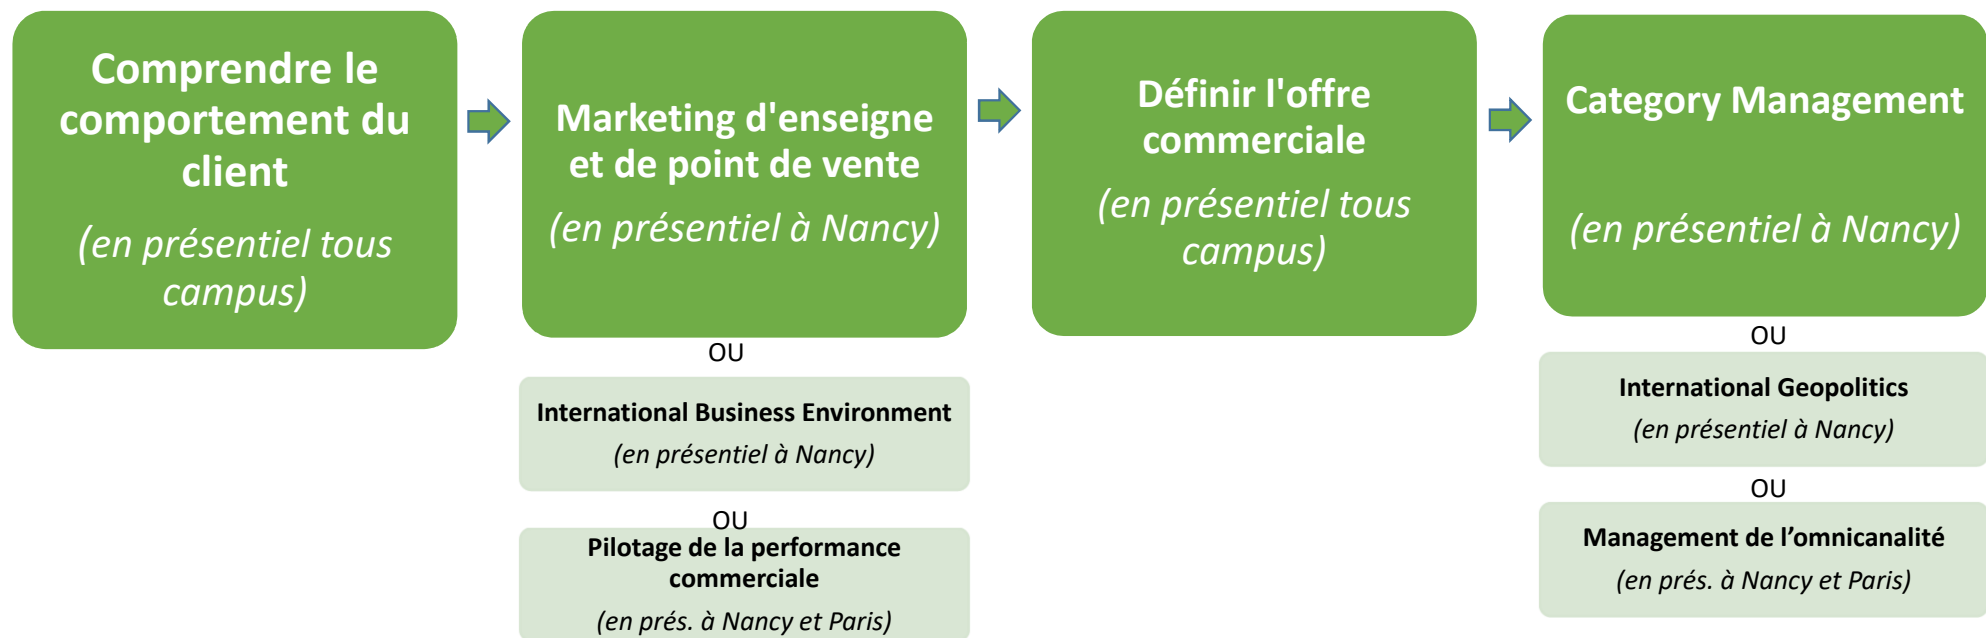 Comprendre le
comportement du
client
(en présentiel tous
campus)
Marketing d'enseigne
et de point de vente
(en présentiel à Nancy)
OU
International Business Environment
(en présentiel à Nancy)
OU
Pilotage de la performance
commerciale
(en prés. à Nancy et Paris)
Définir l'offre
commerciale
(en présentiel tous
campus)
Category Management
(en présentiel à Nancy)
OU
International Geopolitics
(en présentiel à Nancy)
OU
Management de l’omnicanalité
(en prés. à Nancy et Paris)